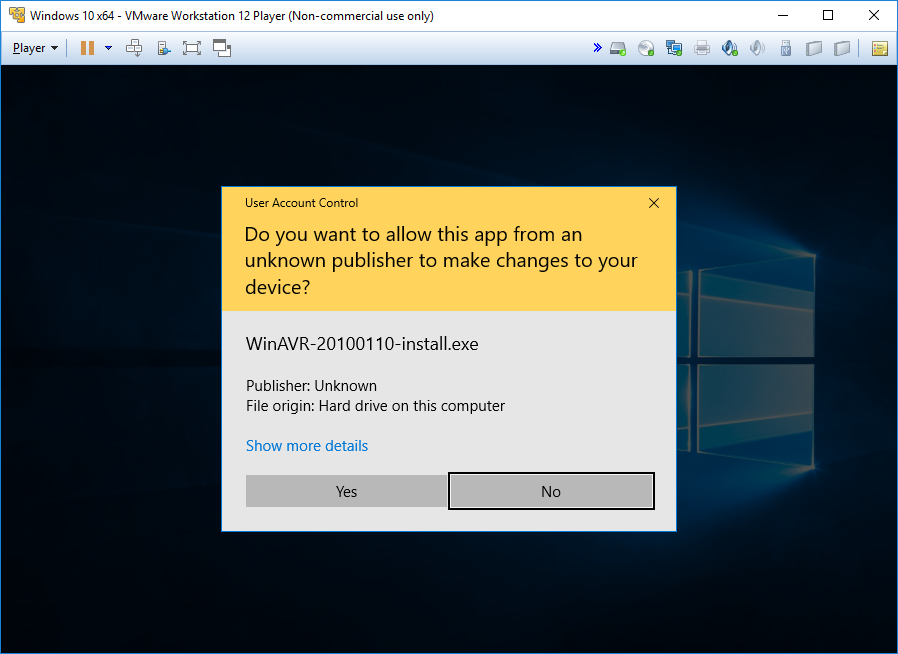 Windows 10 x64 - VMware Workstation 12 Player (Non-commercial use only)
Player
User Account Control
Do you want to allow this app from an
unknown publisher to make changes to your
device?
WinAVR-20100110-install.exe
Publisher: Unknown
File origin: Hard drive on this computer
Show more details
Yes
No